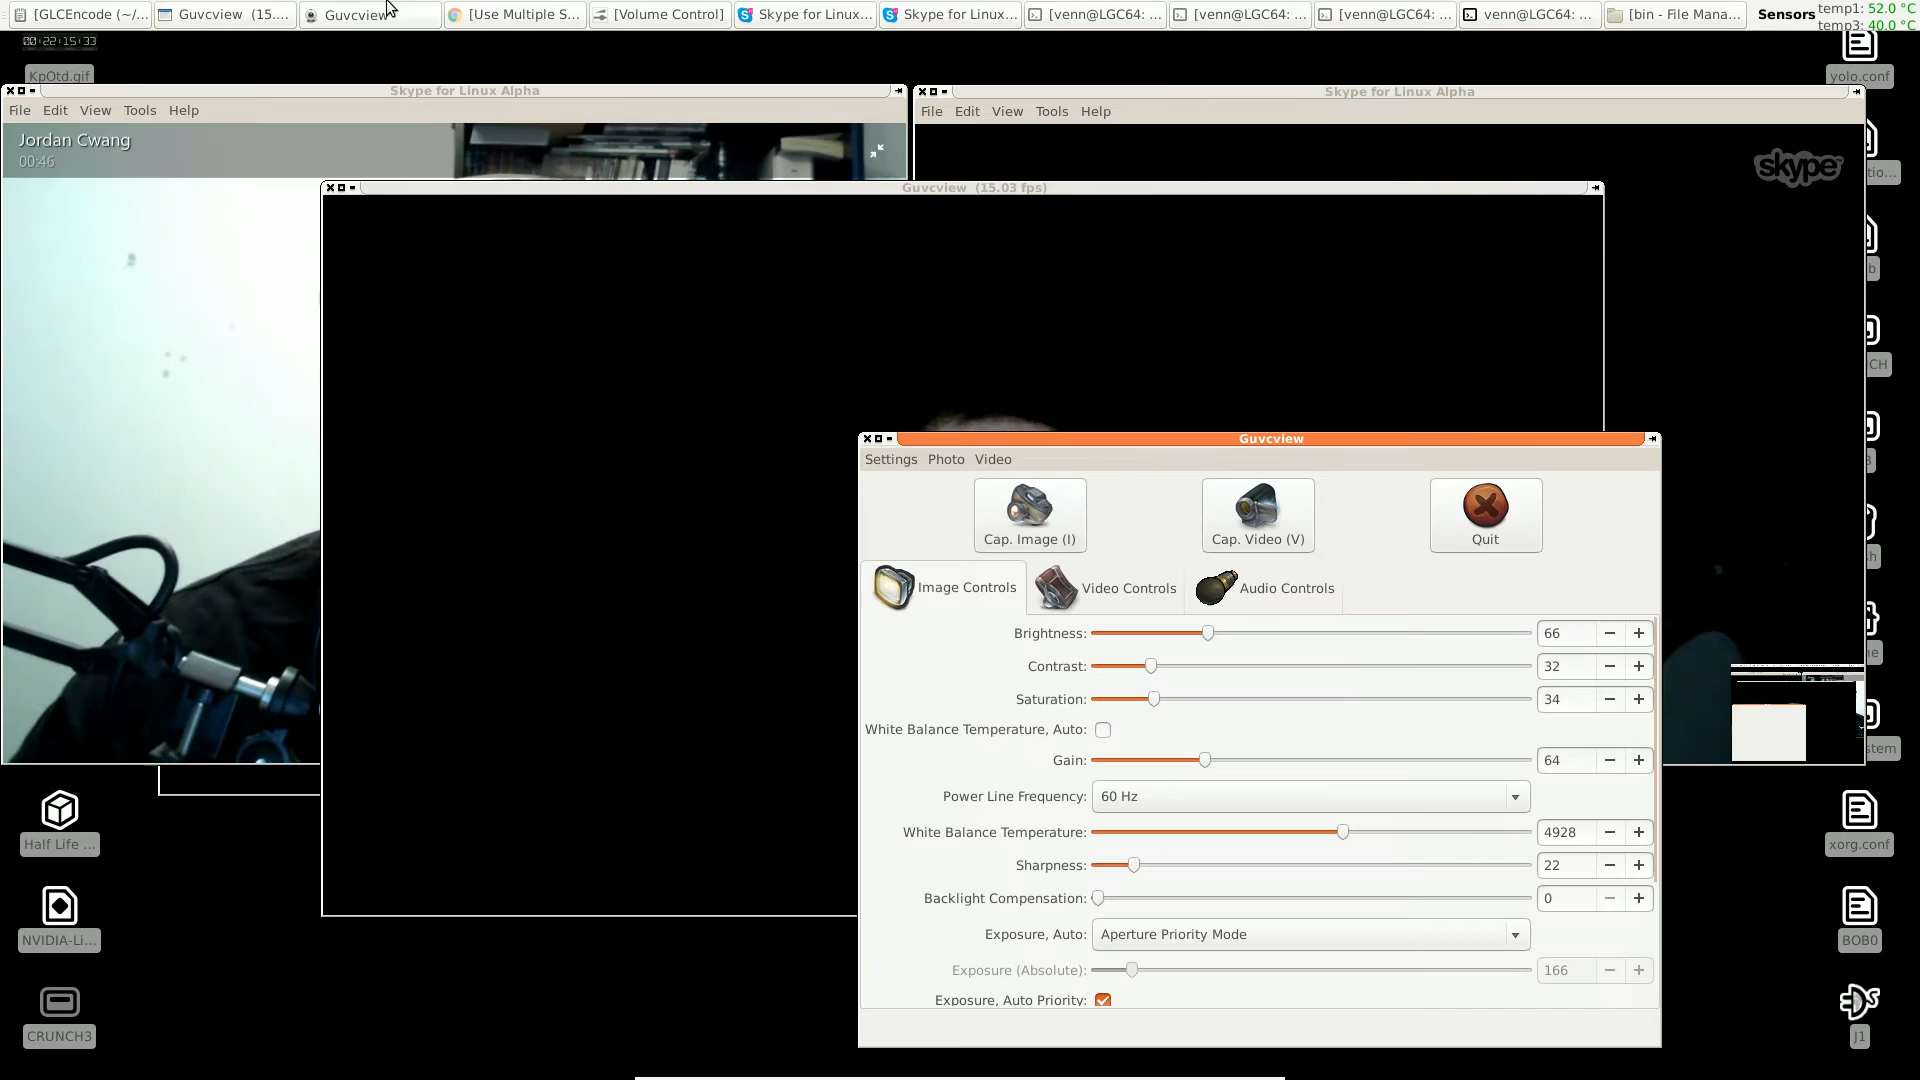 [GLCEncode (~/... Guvcview (15.... Guvcview [Use Multiple S... [Volume Control] Skype for Linux... Skype for Linux... [venn@LGC64: ... [venn@LGC64: ... [venn@LGC64: ... venn@LGC64: ... [bin - File Mana... Sensors temp1: 52.0 °C
temp3: 40.0 °C
00:22:15:33
KpOtd.gif
yolo.conf
Skype for Linux Alpha
File Edit View Tools Help
Jordan Cwang
00:46
Skype for Linux Alpha
File Edit View Tools Help
skype
tio...
b
CH
3
sh
ne
stem
Guvcview (15.03 fps)
Guvcview
Settings Photo Video
Cap. Image (I)
Cap. Video (V)
Quit
Image Controls
Video Controls
Audio Controls
Brightness: 66
Contrast: 32
Saturation: 34
White Balance Temperature, Auto:
Gain: 64
Power Line Frequency: 60 Hz
White Balance Temperature: 4928
Sharpness: 22
Backlight Compensation: 0
Exposure, Auto: Aperture Priority Mode
Exposure (Absolute): 166
Exposure, Auto Priority:
Half Life ...
NVIDIA-Li...
CRUNCH3
xorg.conf
BOB0
J1